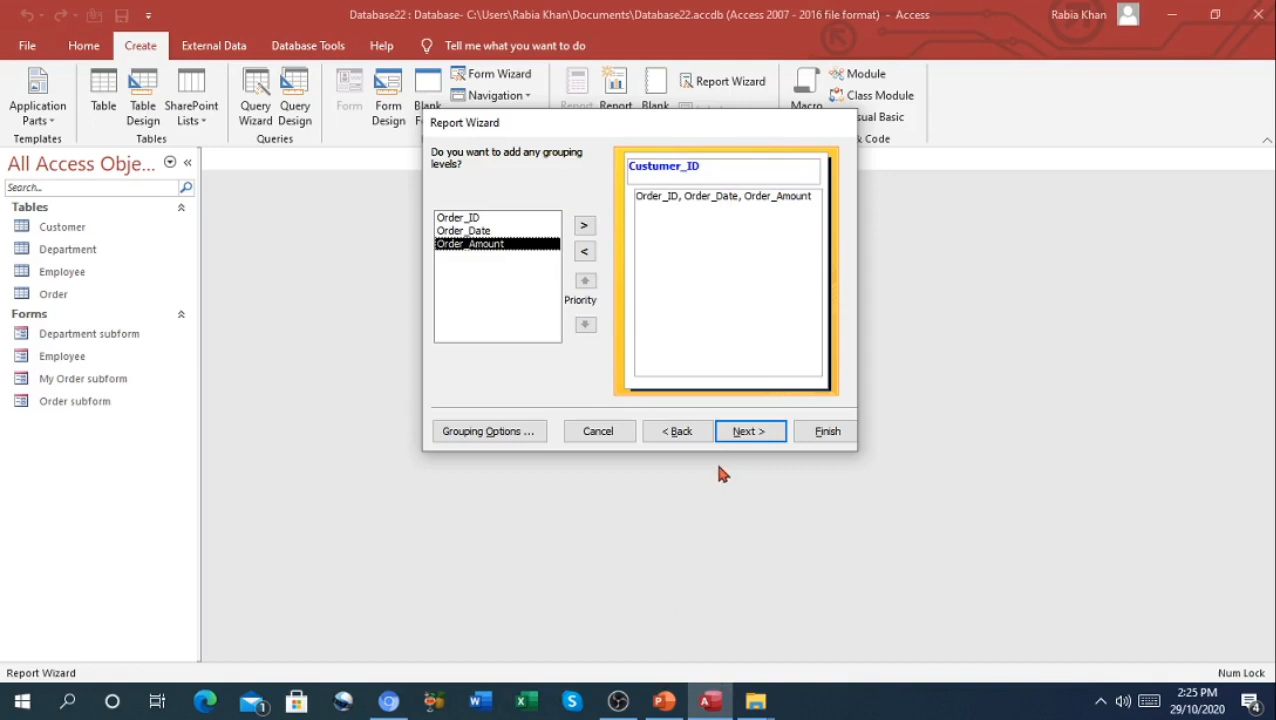 Database22 : Database- C:\Users\Rabia Khan\Documents\Database22.accdb (Access 2007 - 2016 file format) - Access
Rabia Khan
File
Home
Create
External Data
Database Tools
Help
Tell me what you want to do
Application
Parts
Templates
Table
Table
Design
SharePoint
Lists
Tables
Query
Wizard
Query
Design
Queries
Form
Form
Design
Blank
Form Wizard
Navigation
Report
Report
Blank
Report Wizard
Macro
Module
Class Module
sual Basic
& Code
All Access Obje...
Search...
Tables
Customer
Department
Employee
Order
Forms
Department subform
Employee
My Order subform
Order subform
Report Wizard
Do you want to add any grouping
levels?
Order_ID
Order_Date
Order_Amount
>
<
Priority
Custumer_ID
Order_ID, Order_Date, Order_Amount
Grouping Options ...
Cancel
< Back
Next >
Finish
Report Wizard
Num Lock
1
2:25 PM
29/10/2020
4